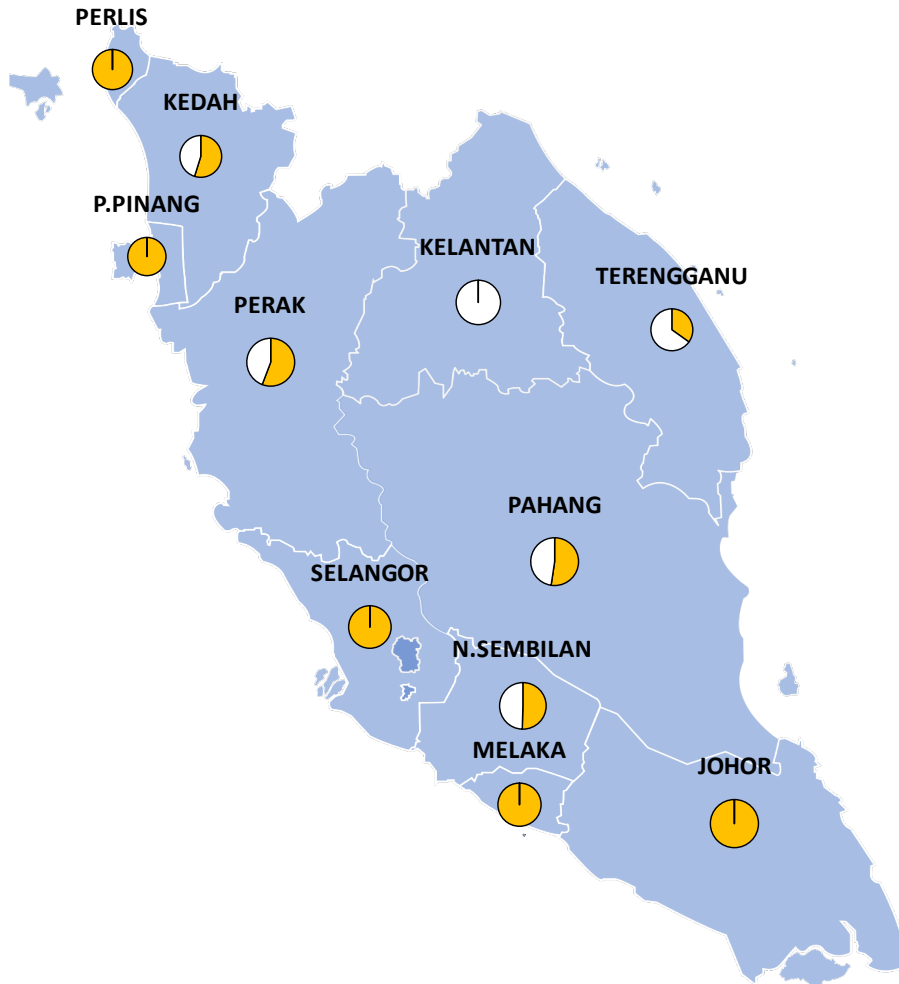 PERLIS
KEDAH
P.PINANG
KELANTAN
TERENGGANU
PERAK
PAHANG
SELANGOR
N.SEMBILAN
MELAKA
JOHOR